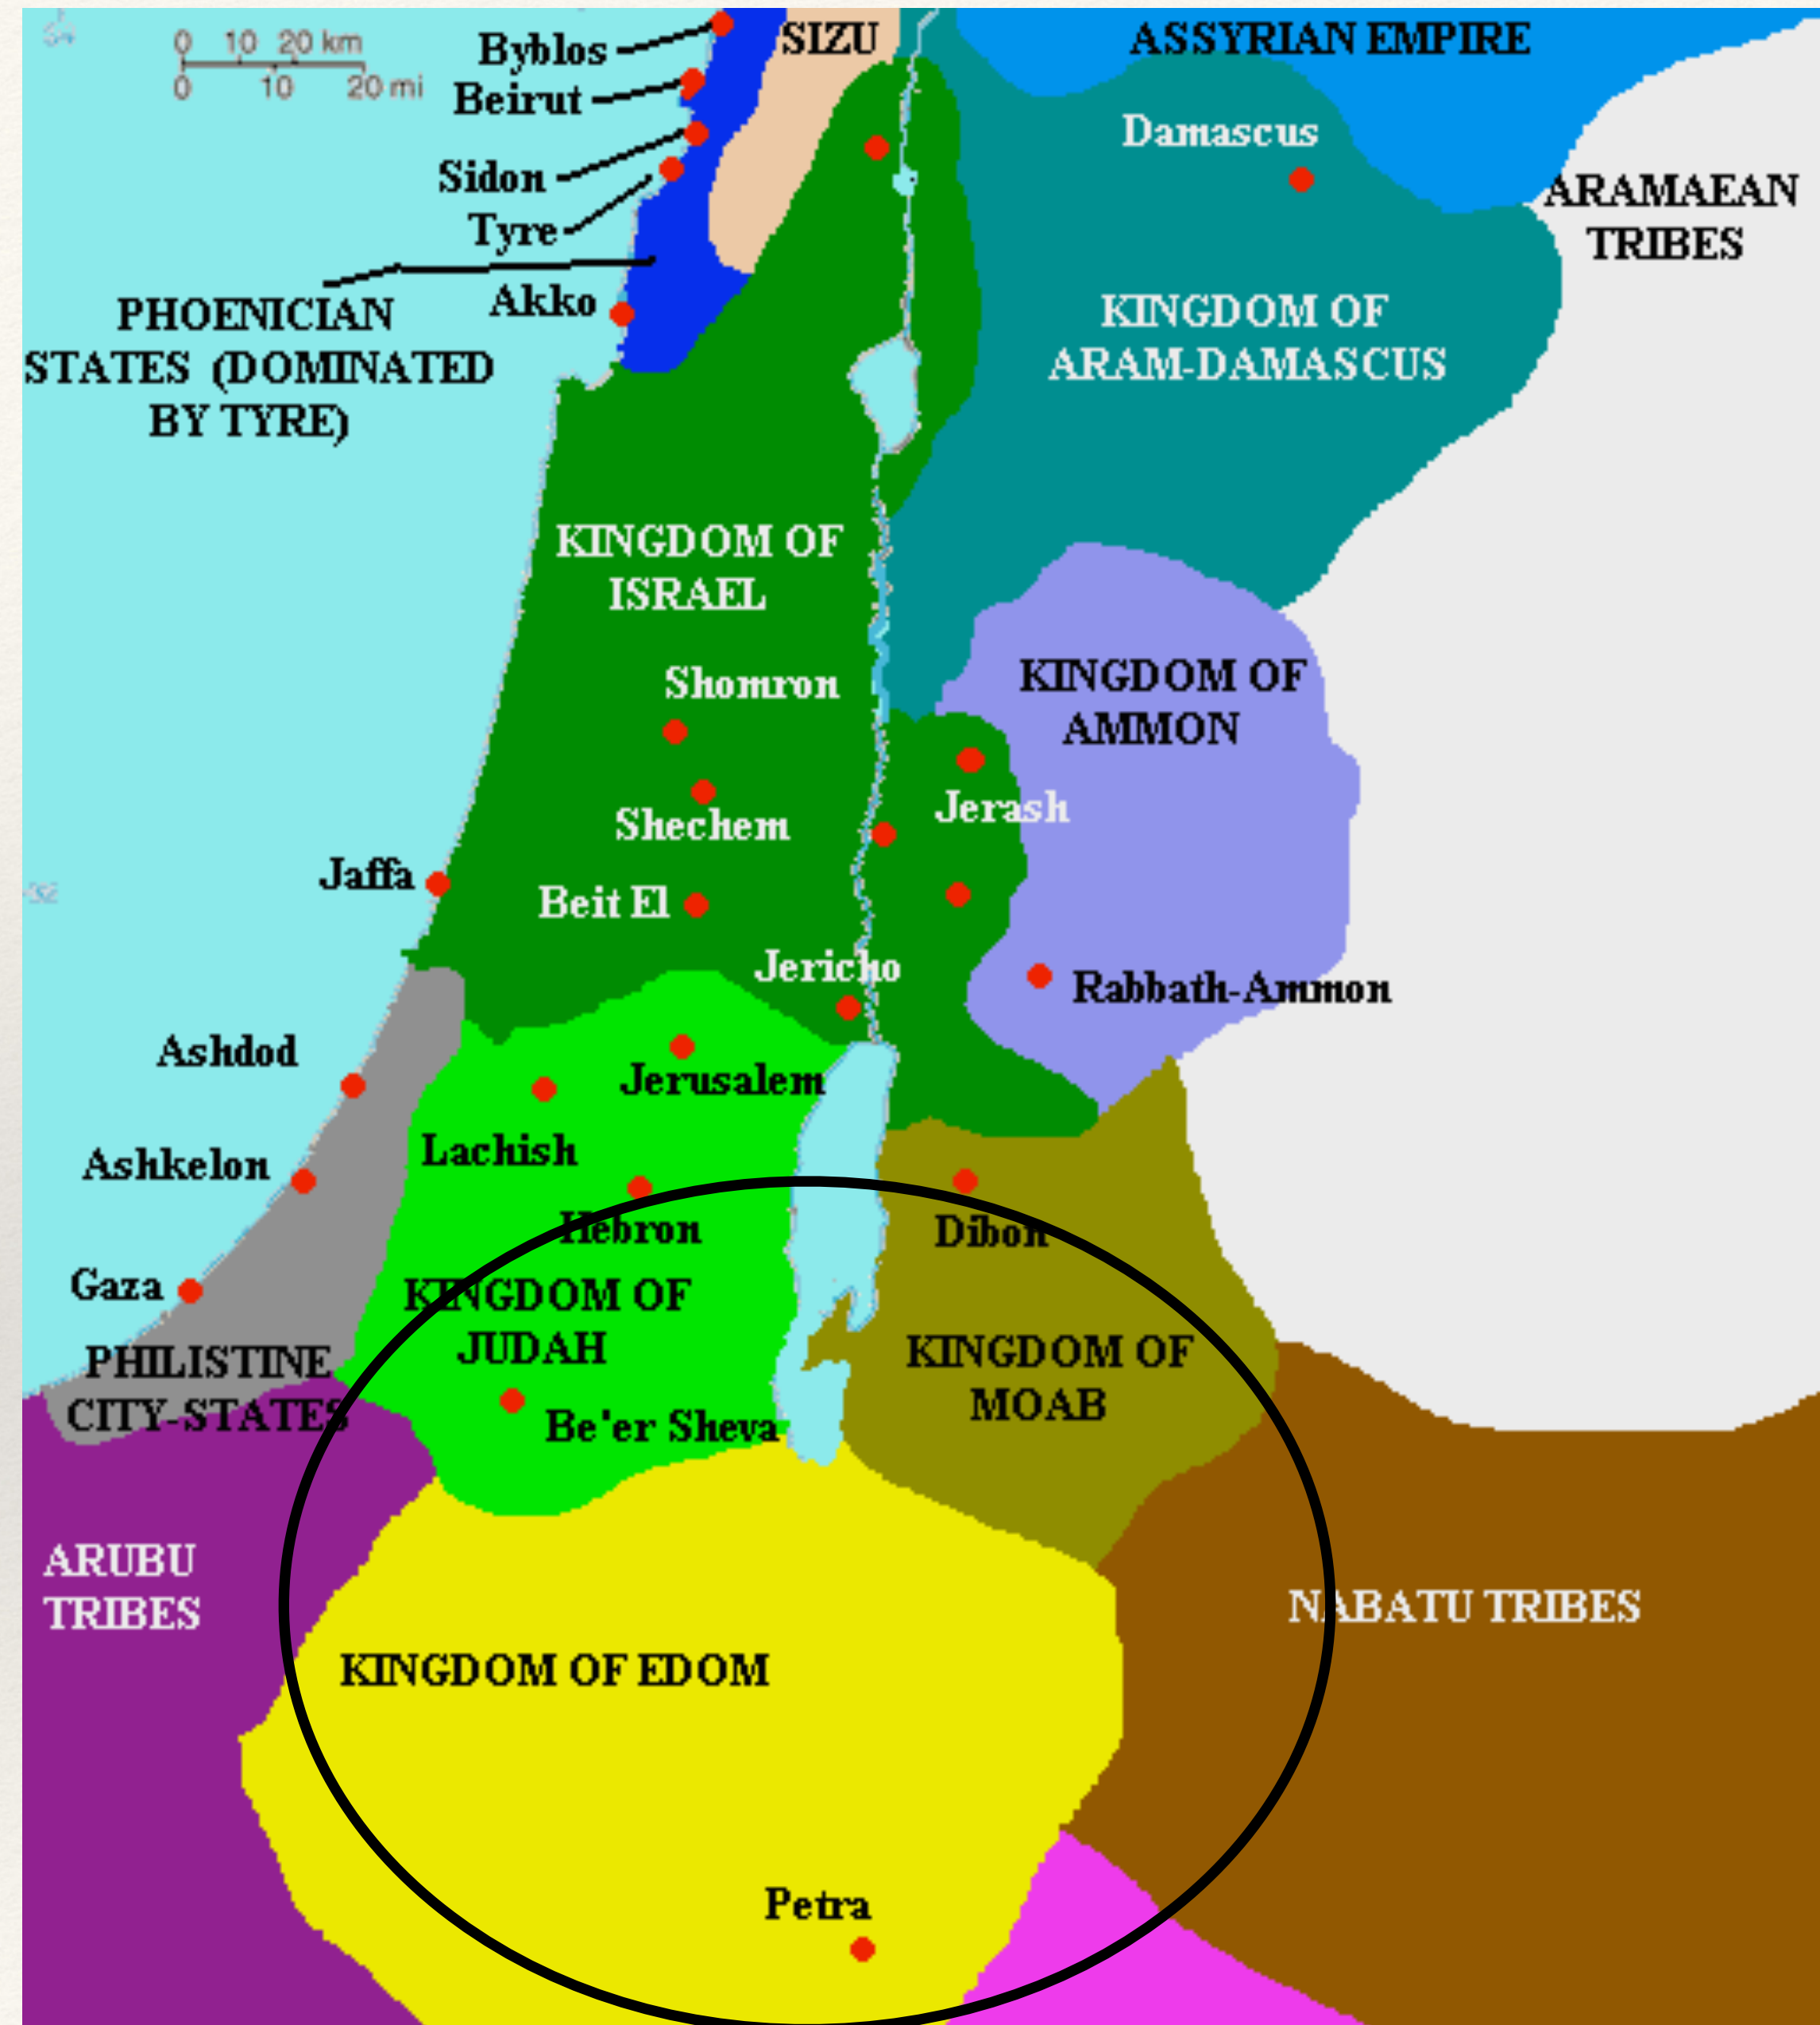 34
0 10 20 km
0 10 20 mi
Byblos
SIZU
ASSYRIAN EMPIRE
Beirut
Damascus
Sidon
ARAMAEAN
TRIBES
Tyre
PHOENICIAN
STATES (DOMINATED
BY TYRE)
Akko
KINGDOM OF
ARAM-DAMASCUS
KINGDOM OF
ISRAEL
Shomron
KINGDOM OF
AMMON
Shechem
Jerash
Jaffa
32
Beit El
Jericho
Rabbath-Ammon
Ashdod
Jerusalem
Lachish
Ashkelon
Hebron
Dibon
Gaza
KINGDOM OF
JUDAH
PHILISTINE
CITY-STATES
KINGDOM OF
MOAB
Be'er Sheva
ARUBU
TRIBES
NABATU TRIBES
KINGDOM OF EDOM
Petra